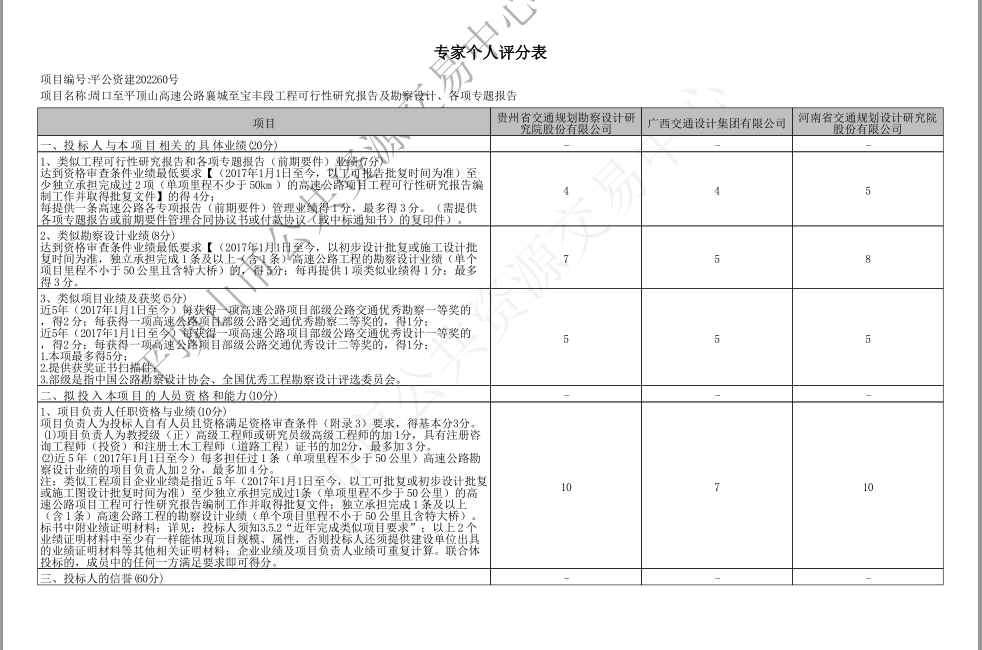 专家个人评分表
项目编号:平公资建202260号
项目名称:周口至平顶山高速公路襄城至宝丰段工程可行性研究报告及勘察设计、各项专题报告
项目
贵州省交通规划勘察设计研究院股份有限公司
广西交通设计集团有限公司
河南省交通规划设计研究院股份有限公司
一、投标人与本项目相关的具体业绩(20分)
–
–
–
1、类似工程可行性研究报告和各项专题报告（前期要件）业绩(7分)
达到资格审查条件业绩最低要求【（2017年1月1日至今，以工可报告批复时间为准）至
少独立承担完成过2项（单项里程不少于50km）的高速公路项目工程可行性研究报告编
制工作并取得批复文件】的得4分；
每提供一条高速公路各专项报告（前期要件）管理业绩得1分，最多得3分。（需提供
各项专题报告或前期要件管理合同协议书或付款协议（或中标通知书）的复印件）。
4
4
5
2、类似勘察设计业绩(8分)
达到资格审查条件业绩最低要求【（2017年1月1日至今，以初步设计批复或施工设计批
复时间为准，独立承担完成1条及以上（含1条）高速公路工程的勘察设计业绩（单个
项目里程不小于50公里且含特大桥）的，得5分；每再提供1项类似业绩得1分；最多
得3分。
7
5
8
3、类似项目业绩及获奖(5分)
近5年（2017年1月1日至今）每获得一项高速公路项目部级公路交通优秀勘察一等奖的
，得2分；每获得一项高速公路项目部级公路交通优秀勘察二等奖的，得1分；
近5年（2017年1月1日至今）每获得一项高速公路项目部级公路交通优秀设计一等奖的
，得2分；每获得一项高速公路项目部级公路交通优秀设计二等奖的，得1分；
1.本项最多得5分；
2.提供获奖证书扫描件；
3.部级是指中国公路勘察设计协会、全国优秀工程勘察设计评选委员会。
5
5
5
二、拟投入本项目的人员资格和能力(10分)
–
–
–
1、项目负责人任职资格与业绩(10分)
项目负责人为投标人自有人员且资格满足资格审查条件（附录3）要求，得基本分3分。
(1)项目负责人为教授级（正）高级工程师或研究员级高级工程师的加1分，具有注册咨
询工程师（投资）和注册土木工程师（道路工程）证书的加2分，最多加3分。
(2)近5年（2017年1月1日至今）每多担任过1条（单项里程不少于50公里）高速公路勘
察设计业绩的项目负责人加2分，最多加4分。
注：类似工程项目企业业绩是指近5年（2017年1月1日至今，以工可批复或初步设计批复
或施工图设计批复时间为准）至少独立承担完成过1条（单项里程不少于50公里）的高
速公路项目工程可行性研究报告编制工作并取得批复文件；独立承担完成1条及以上
（含1条）高速公路工程的勘察设计业绩（单个项目里程不小于50公里且含特大桥）。
标书中附业绩证明材料：详见：投标人须知3.5.2“近年完成类似项目要求”；以上2个
业绩证明材料中至少有一样能体现项目规模、属性，否则投标人还须提供建设单位出具
的业绩证明材料等其他相关证明材料；企业业绩及项目负责人业绩可重复计算。联合体
投标的，成员中的任何一方满足要求即可得分。
10
7
10
三、投标人的信誉(60分)
–
–
–
平顶山市公共资源交易中心
市公共资源交易中心